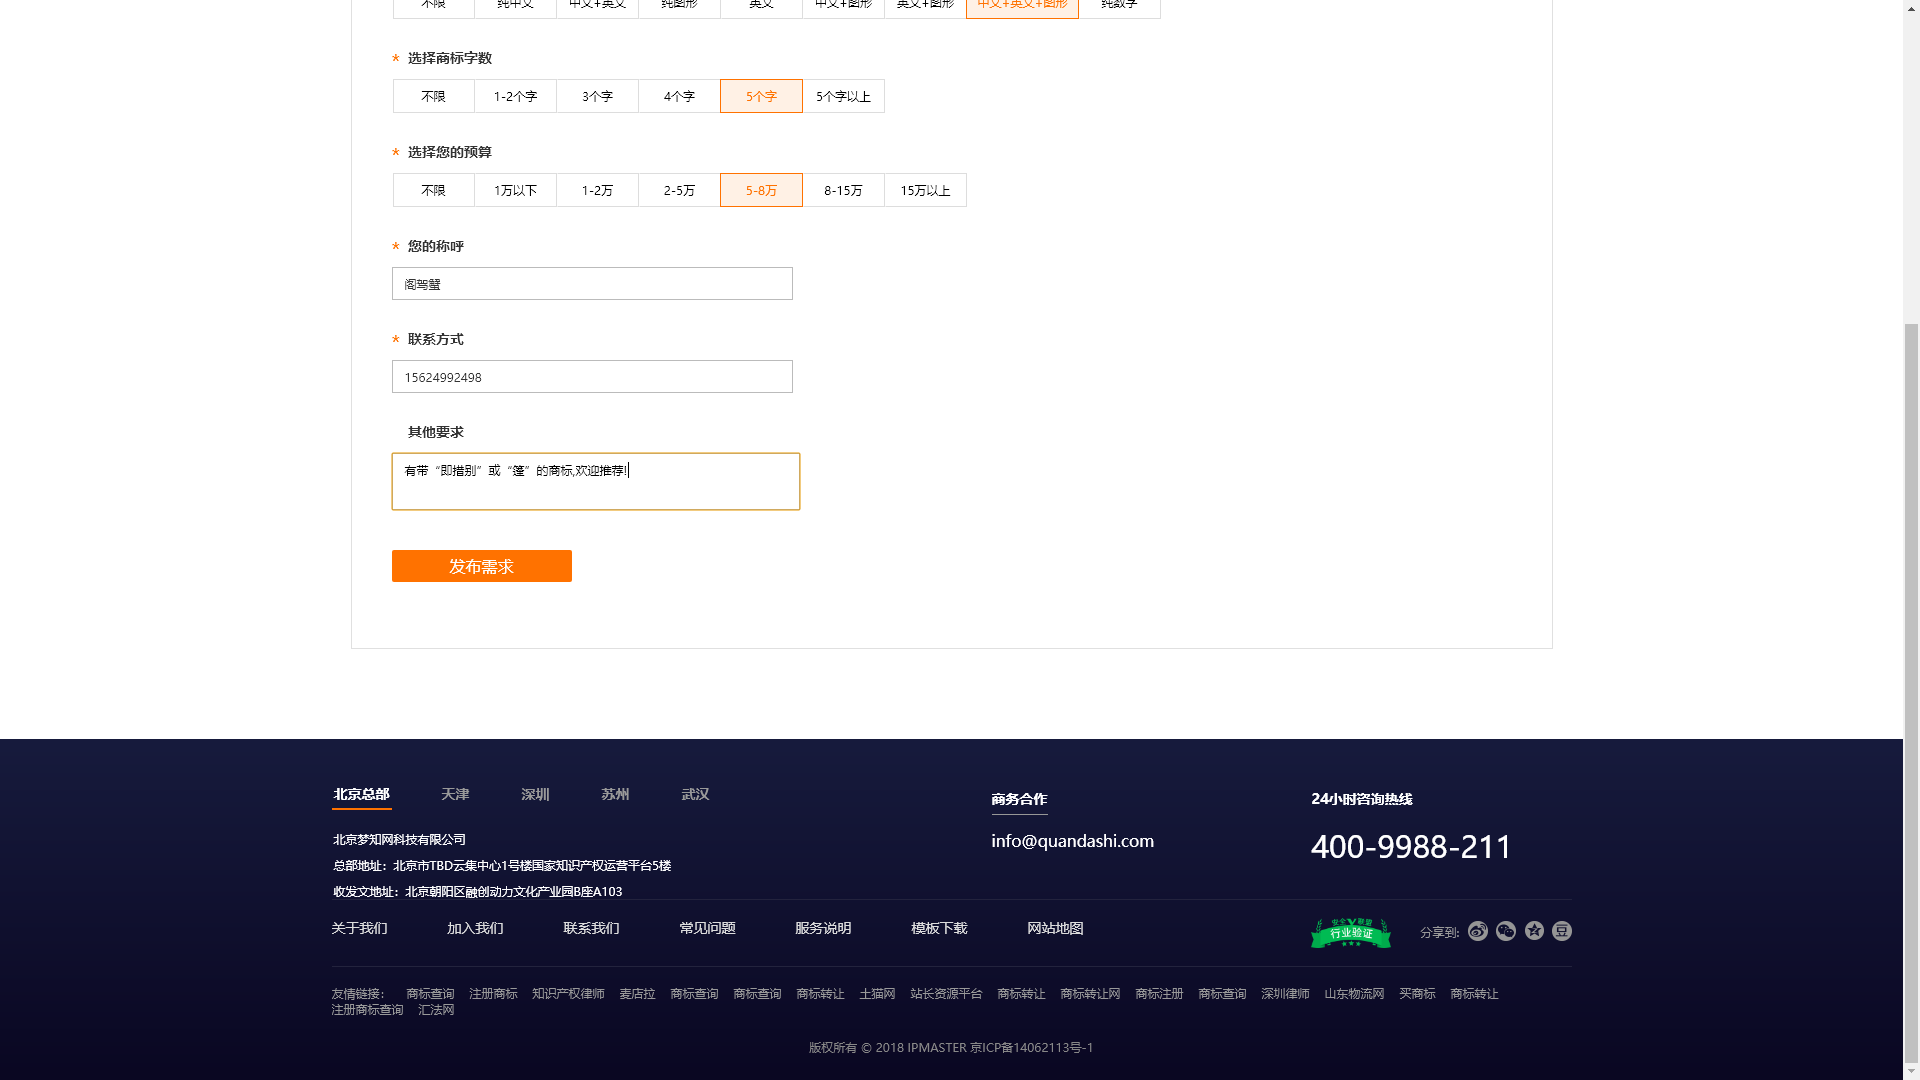 不限 纯中文 中文+英文 纯图形 英文 中文+图形 英文+图形 中文+英文+图形 纯数字
* 选择商标字数
不限 1-2个字 3个字 4个字 5个字 5个字以上
* 选择您的预算
不限 1万以下 1-2万 2-5万 5-8万 8-15万 15万以上
* 您的称呼
阁驾蟹
* 联系方式
15624992498
其他要求
有带“即措别”或“篷”的商标,欢迎推荐!
发布需求
北京总部 天津 深圳 苏州 武汉
商务合作
24小时咨询热线
北京梦知网科技有限公司
info@quandashi.com
400-9988-211
总部地址：北京市TBD云集中心1号楼国家知识产权运营平台5楼
收发文地址：北京朝阳区融创动力文化产业园B座A103
关于我们 加入我们 联系我们 常见问题 服务说明 模板下载 网站地图
安全V联盟
行业验证
分享到:
豆
友情链接： 商标查询 注册商标 知识产权律师 麦店拉 商标查询 商标查询 商标转让 土猫网 站长资源平台 商标转让 商标转让网 商标注册 商标查询 深圳律师 山东物流网 买商标 商标转让
注册商标查询 汇法网
版权所有 © 2018 IPMASTER 京ICP备14062113号-1